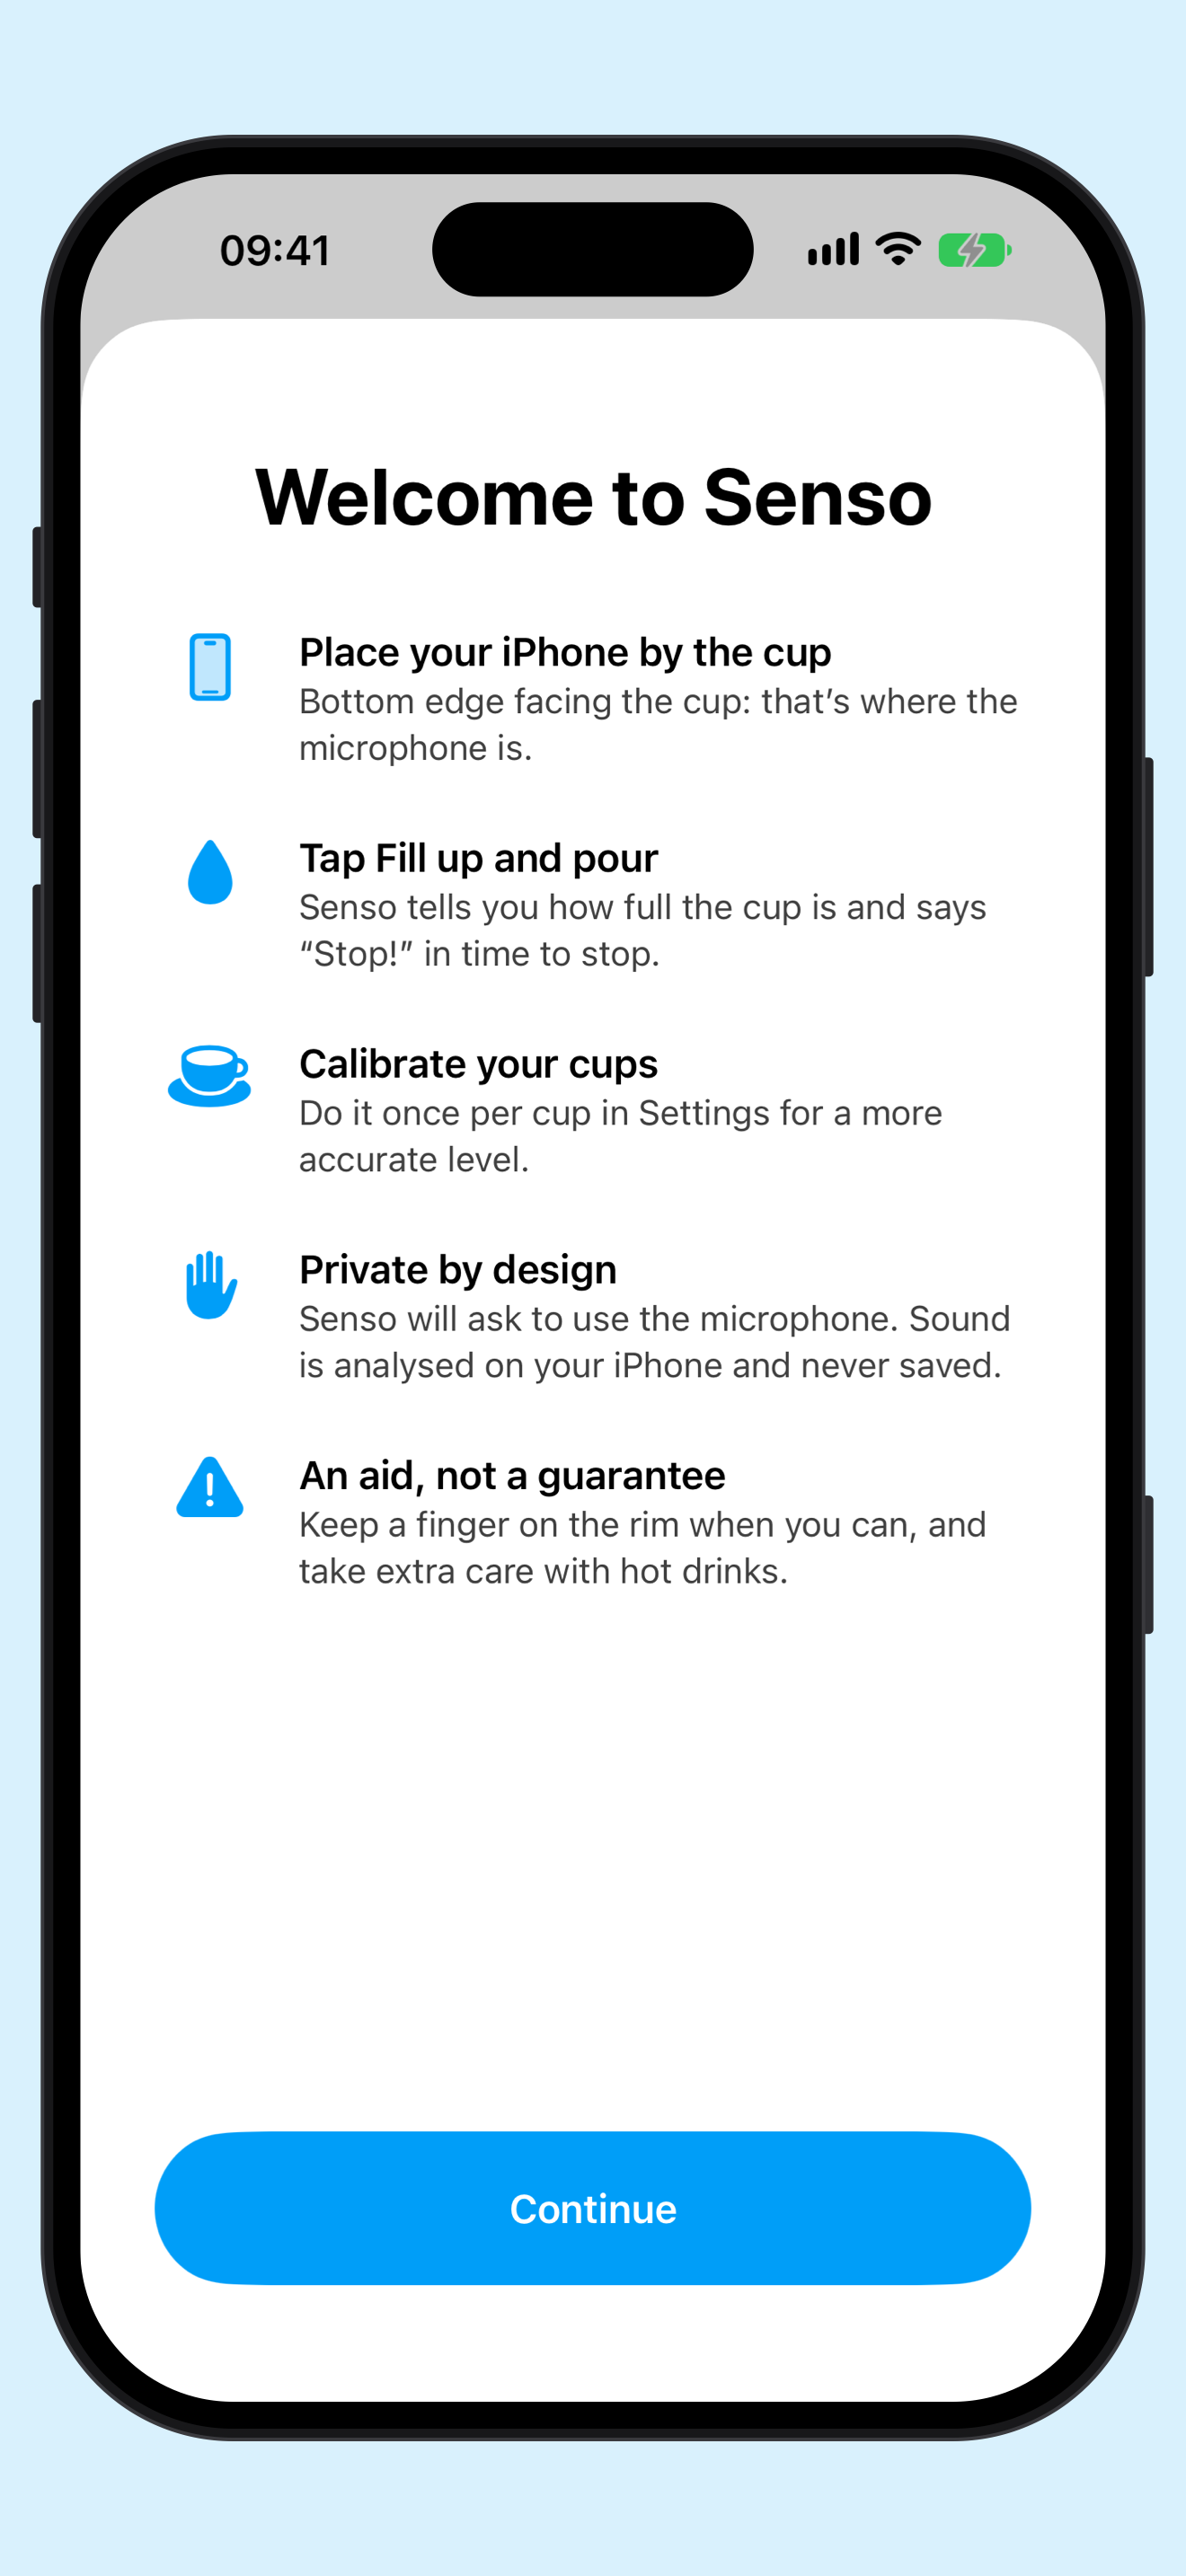 09:41
Welcome to Senso
Place your iPhone by the cup
Bottom edge facing the cup: that’s where the
microphone is.
Tap Fill up and pour
Senso tells you how full the cup is and says
“Stop!” in time to stop.
Calibrate your cups
Do it once per cup in Settings for a more
accurate level.
Private by design
Senso will ask to use the microphone. Sound
is analysed on your iPhone and never saved.
An aid, not a guarantee
Keep a finger on the rim when you can, and
take extra care with hot drinks.
Continue